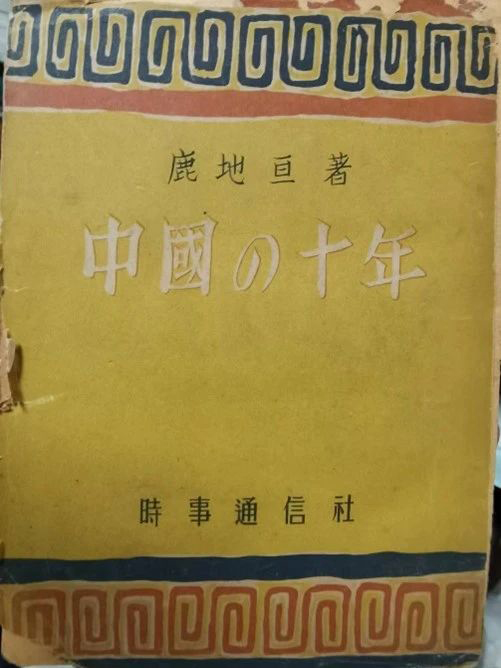 鹿地亘著
中國の十年
時事通信社